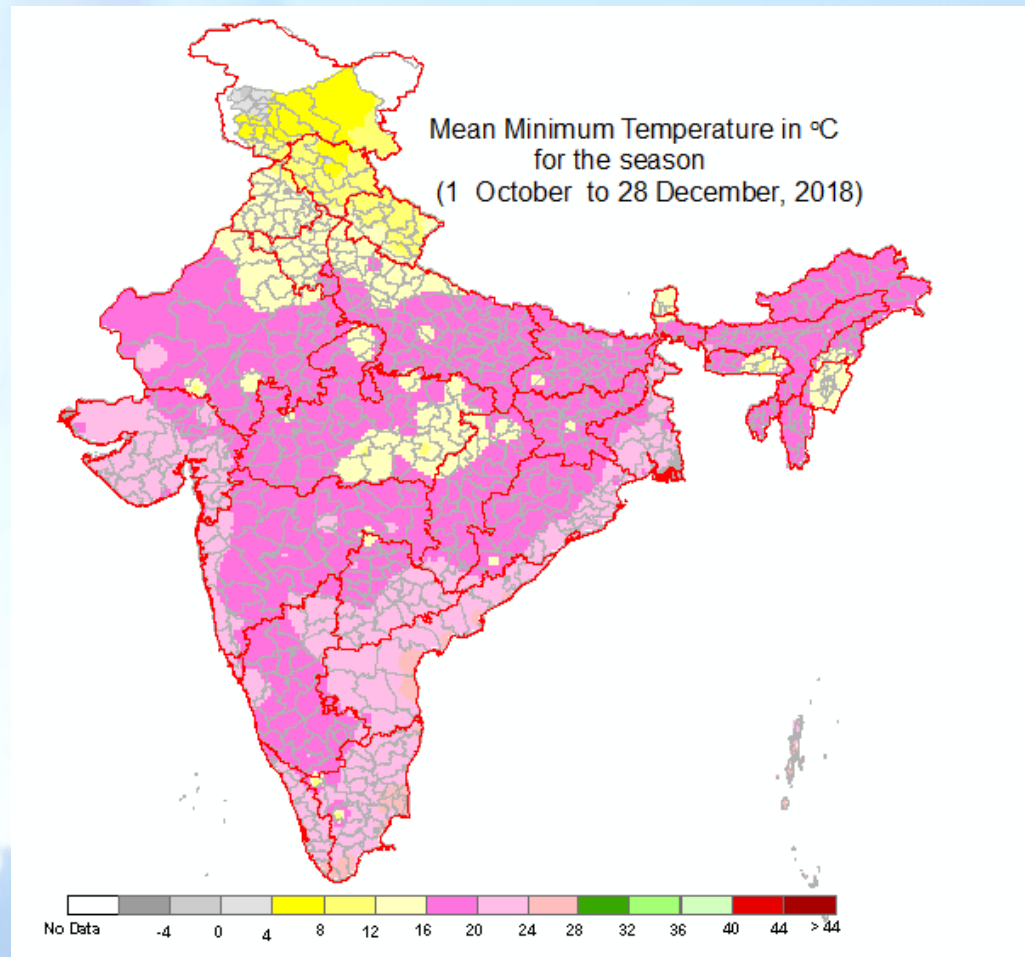 Mean Minimum Temperature in ºC
for the season
(1 October to 28 December, 2018)
No Data -4 0 4 8 12 16 20 24 28 32 36 40 44 > 44